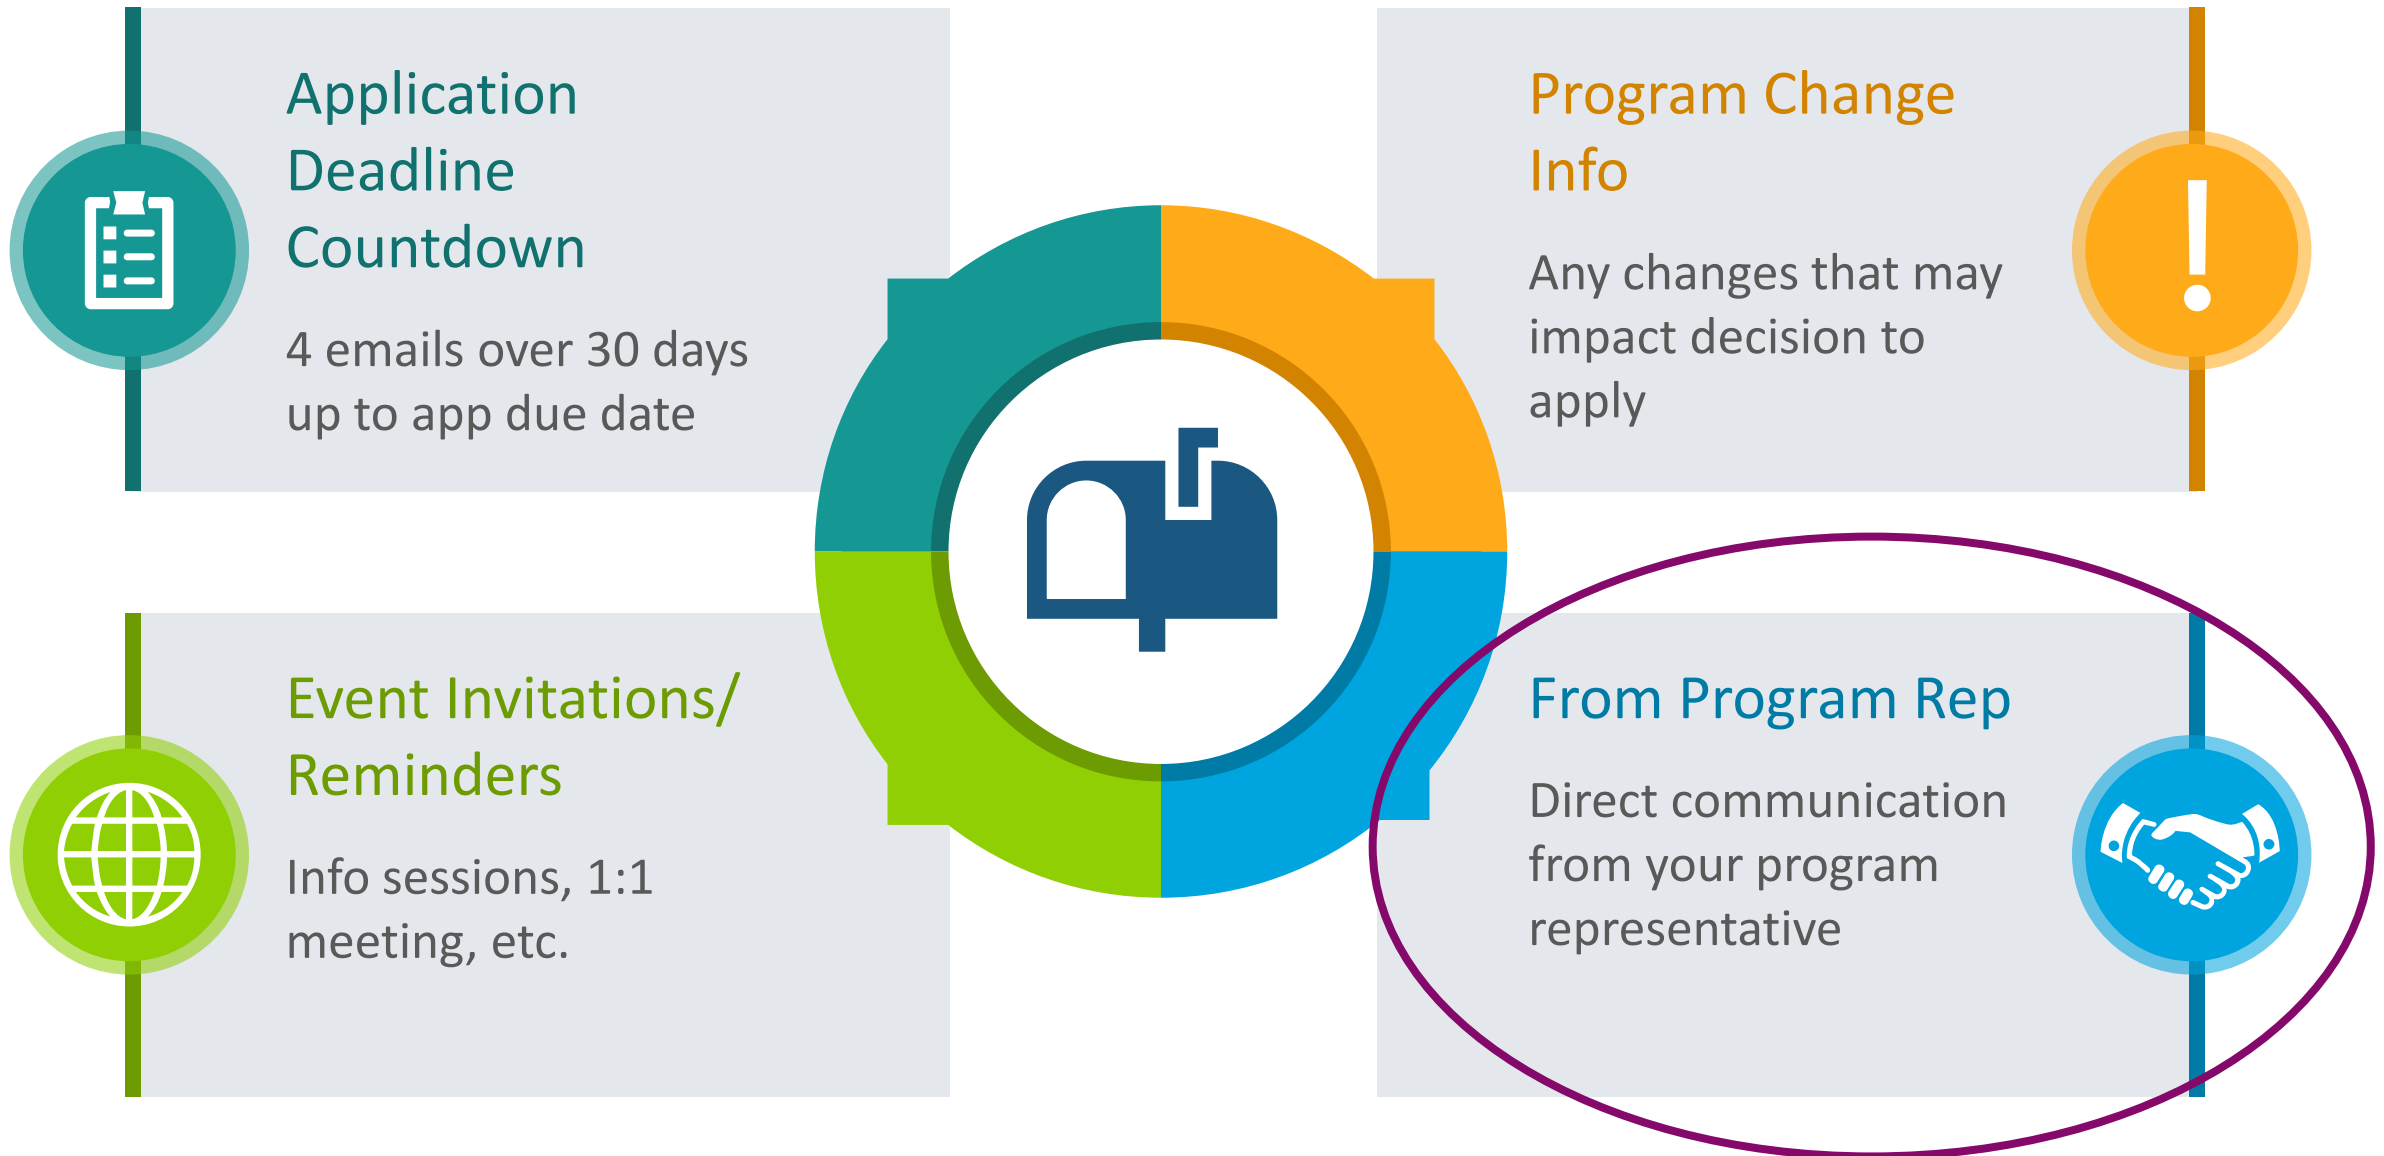 Application
Deadline
Countdown
4 emails over 30 days
up to app due date
Program Change
Info
Any changes that may
impact decision to
apply
Event Invitations/
Reminders
Info sessions, 1:1
meeting, etc.
From Program Rep
Direct communication
from your program
representative